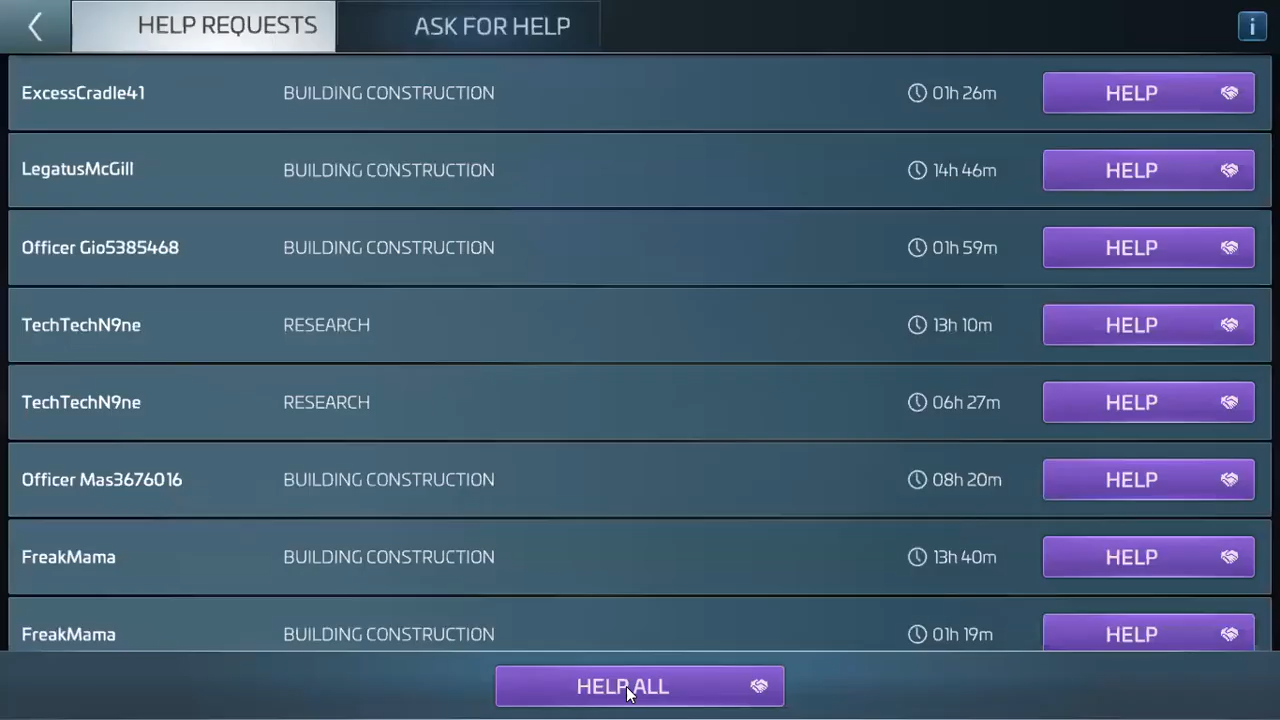 HELP REQUESTS ASK FOR HELP i
ExcessCradle41 BUILDING CONSTRUCTION 01h 26m HELP
LegatusMcGill BUILDING CONSTRUCTION 14h 46m HELP
Officer Gio5385468 BUILDING CONSTRUCTION 01h 59m HELP
TechTechN9ne RESEARCH 13h 10m HELP
TechTechN9ne RESEARCH 06h 27m HELP
Officer Mas3676016 BUILDING CONSTRUCTION 08h 20m HELP
FreakMama BUILDING CONSTRUCTION 13h 40m HELP
FreakMama BUILDING CONSTRUCTION 01h 19m HELP
HELP ALL